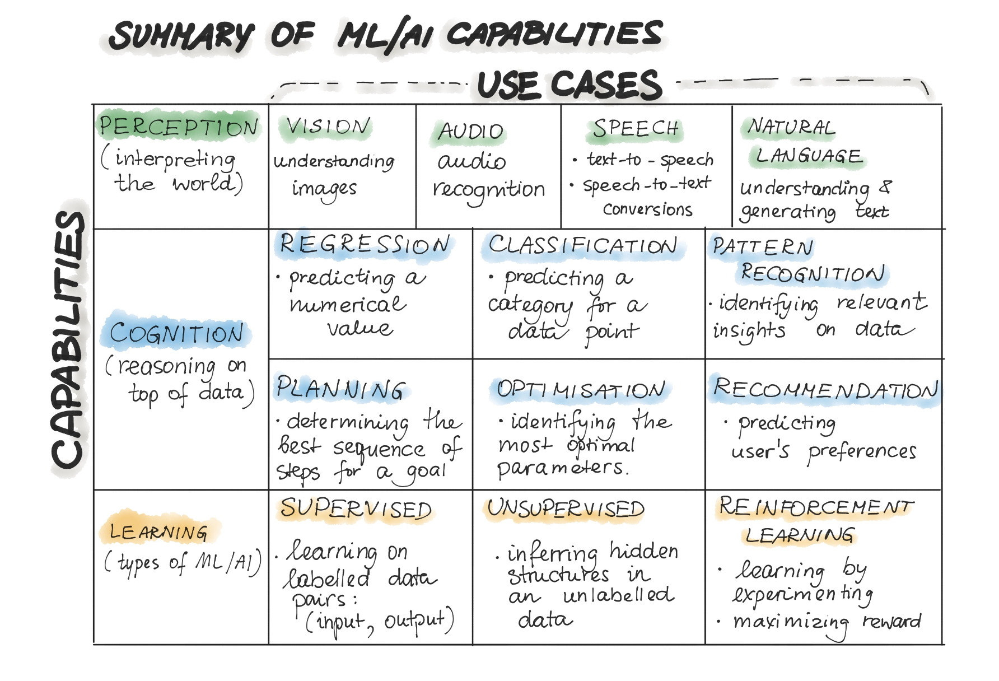 SUMMARY OF ML/AI CAPABILITIES
USE CASES
CAPABILITIES
PERCEPTION
(interpreting
the world)
VISION
understanding
images
AUDIO
audio
recognition
SPEECH
• text-to-speech
• speech-to-text
conversions
NATURAL
LANGUAGE
understanding &
generating text
COGNITION
(reasoning on
top of data)
REGRESSION
• predicting a
numerical
value
CLASSIFICATION
• predicting a
category for a
data point
PATTERN
RECOGNITION
• identifying relevant
insights on data
PLANNING
• determining the
best sequence of
steps for a goal
OPTIMISATION
• identifying the
most optimal
parameters.
RECOMMENDATION
• predicting
user's preferences
LEARNING
(types of ML/AI)
SUPERVISED
• learning on
labelled data
pairs:
(input, output)
UNSUPERVISED
• inferring hidden
structures in
an unlabelled
data
REINFORCEMENT
LEARNING
• learning by
experimenting
• maximizing reward